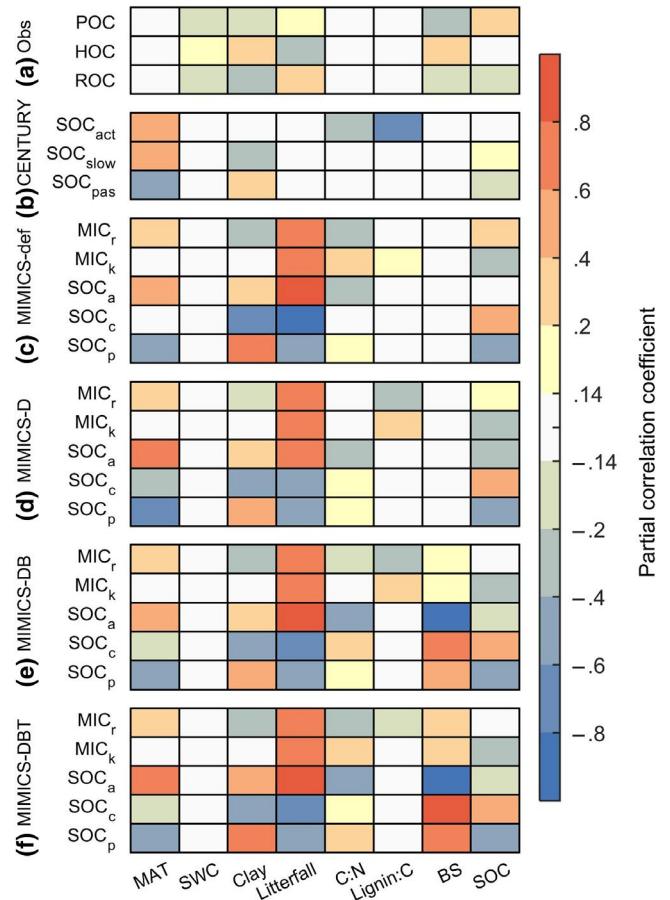 (a) Obs
POC
HOC
ROC
(b) CENTURY
SOCact
SOCslow
SOCpas
(c) MIMICS-def
MICr
MICk
SOCa
SOCc
SOCp
(d) MIMICS-D
MICr
MICk
SOCa
SOCc
SOCp
(e) MIMICS-DB
MICr
MICk
SOCa
SOCc
SOCp
(f) MIMICS-DBT
MICr
MICk
SOCa
SOCc
SOCp
MAT SWC Clay Litterfall C:N Lignin:C BS SOC
.8
.6
.4
.2
.14
−.14
−.2
−.4
−.6
−.8
Partial correlation coefficient